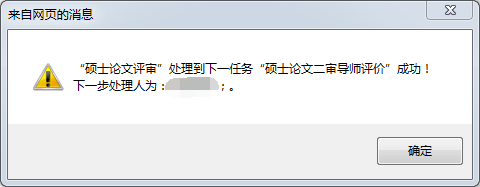 来自网页的消息
“硕士论文评审”处理到下一任务“硕士论文二审导师评价”成功！
下一步处理人为：；。
确定